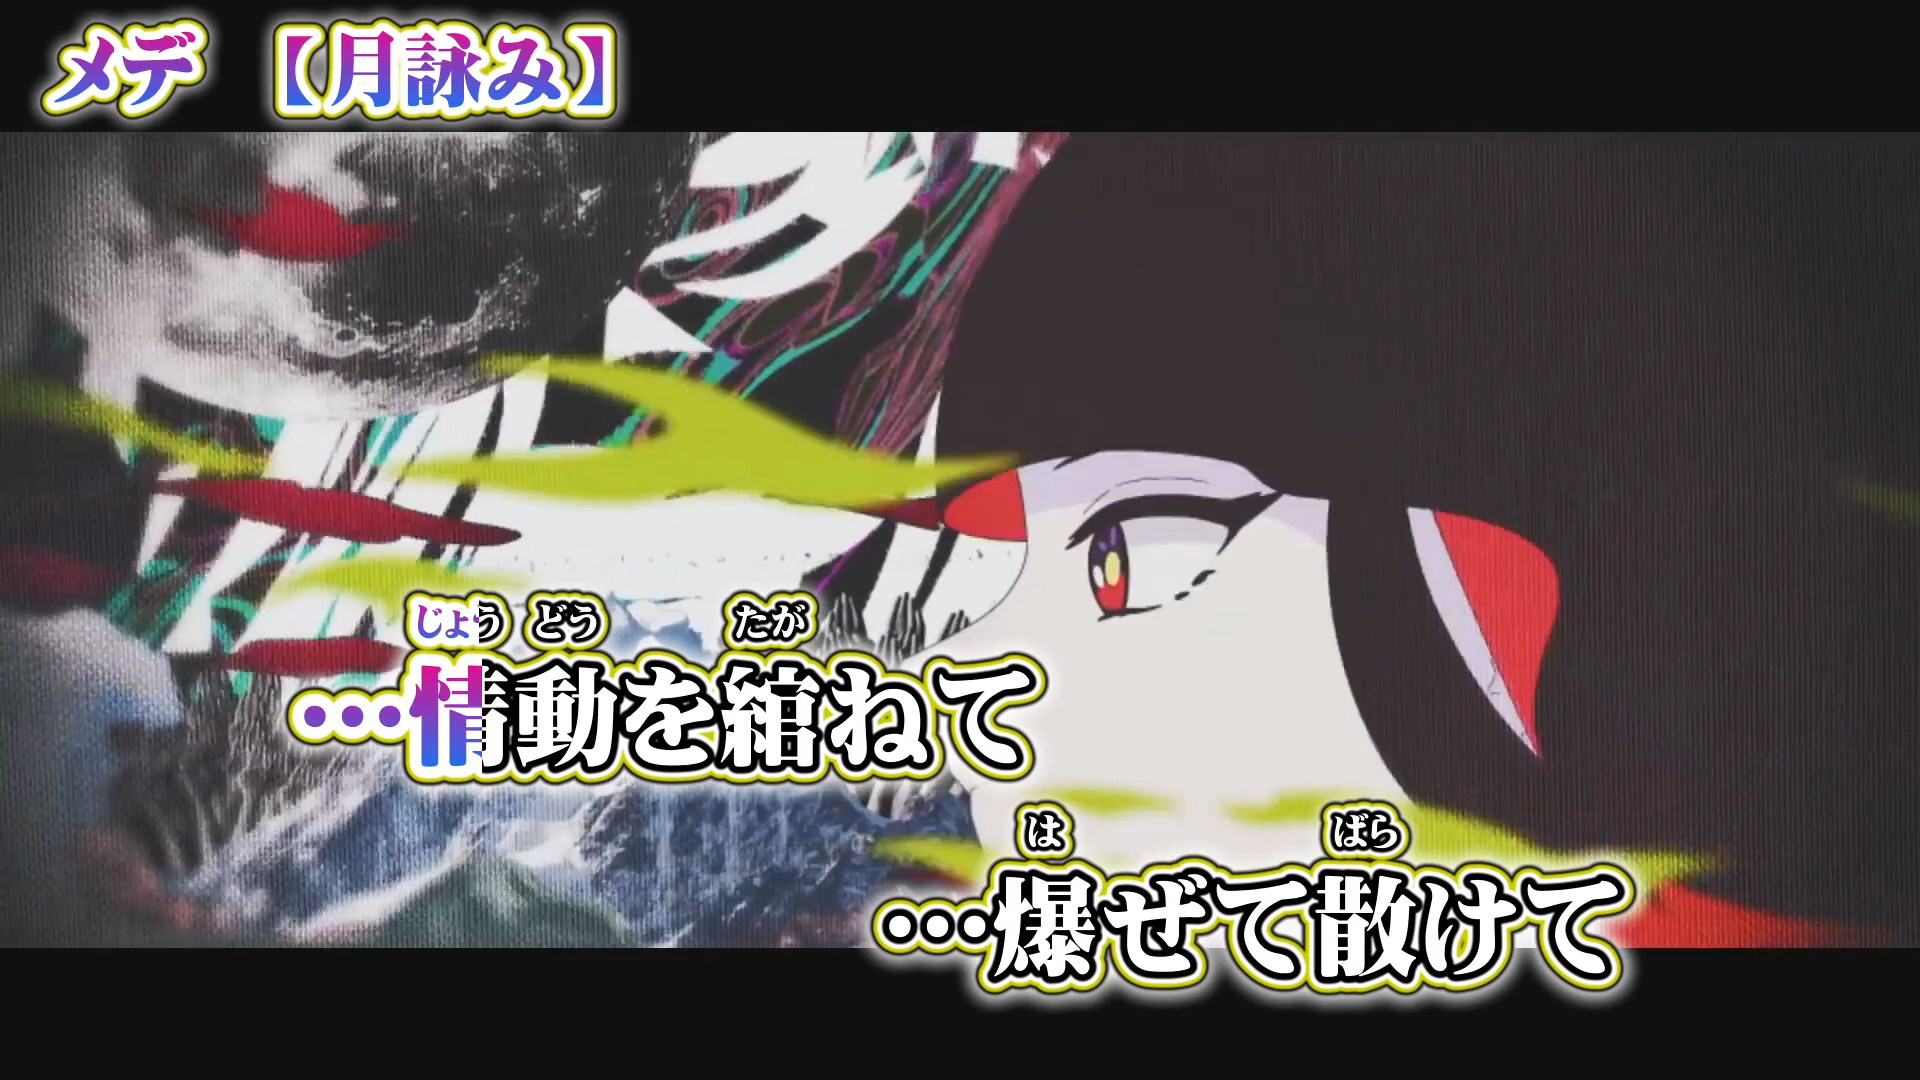 メデ 【月詠み】
じょう どう たが
…情動を綰ねて
は ばら
…爆ぜて散けて